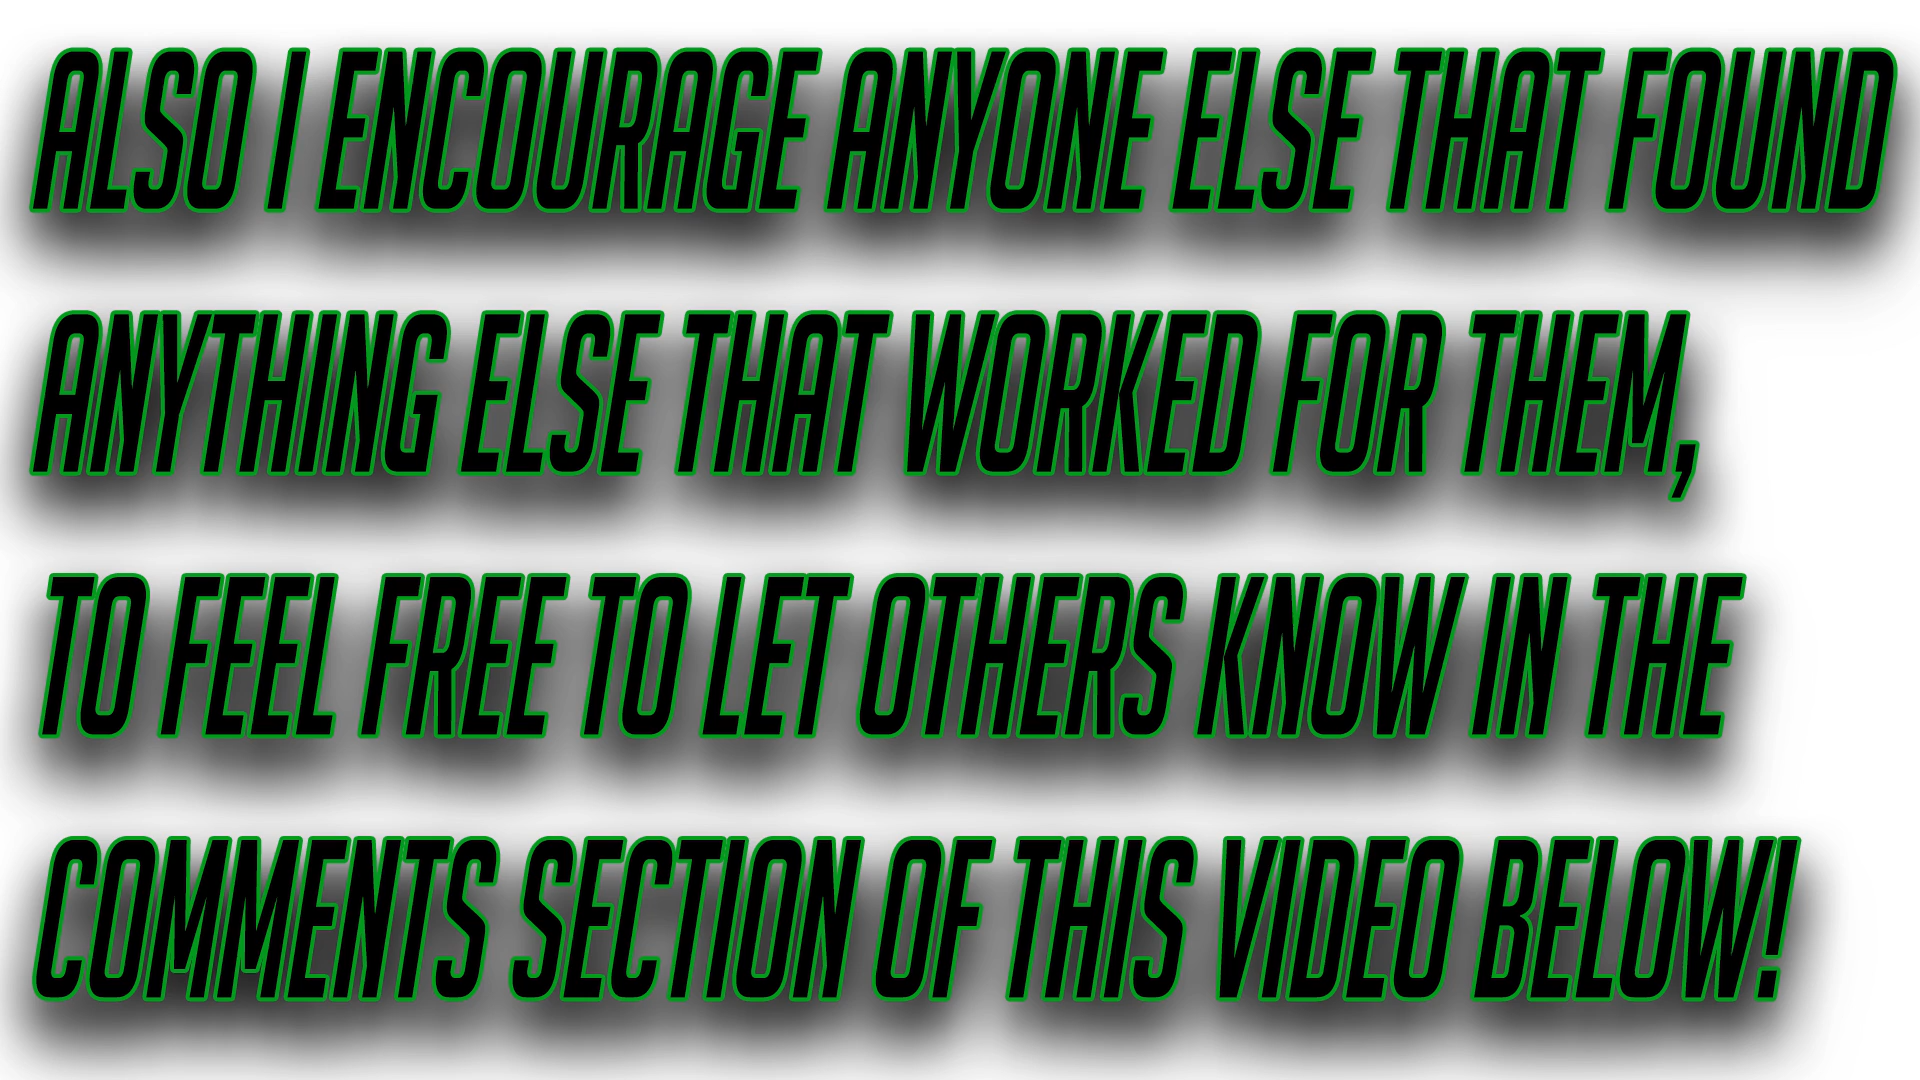 ALSO I ENCOURAGE ANYONE ELSE THAT FOUND
ANYTHING ELSE THAT WORKED FOR THEM,
TO FEEL FREE TO LET OTHERS KNOW IN THE
COMMENTS SECTION OF THIS VIDEO BELOW!